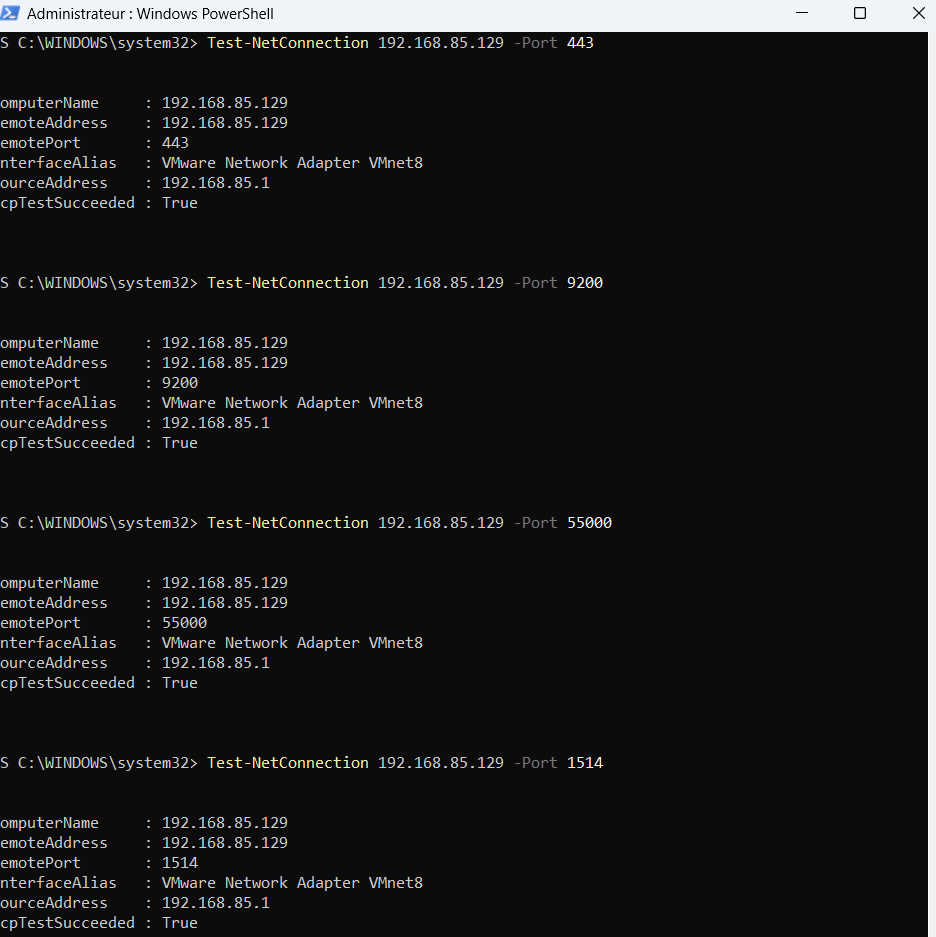 Administrateur : Windows PowerShell
S C:\WINDOWS\system32> Test-NetConnection 192.168.85.129 -Port 443
omputerName     : 192.168.85.129
emoteAddress    : 192.168.85.129
emotePort       : 443
nterfaceAlias   : VMware Network Adapter VMnet8
ourceAddress    : 192.168.85.1
cpTestSucceeded : True
S C:\WINDOWS\system32> Test-NetConnection 192.168.85.129 -Port 9200
omputerName     : 192.168.85.129
emoteAddress    : 192.168.85.129
emotePort       : 9200
nterfaceAlias   : VMware Network Adapter VMnet8
ourceAddress    : 192.168.85.1
cpTestSucceeded : True
S C:\WINDOWS\system32> Test-NetConnection 192.168.85.129 -Port 55000
omputerName     : 192.168.85.129
emoteAddress    : 192.168.85.129
emotePort       : 55000
nterfaceAlias   : VMware Network Adapter VMnet8
ourceAddress    : 192.168.85.1
cpTestSucceeded : True
S C:\WINDOWS\system32> Test-NetConnection 192.168.85.129 -Port 1514
omputerName     : 192.168.85.129
emoteAddress    : 192.168.85.129
emotePort       : 1514
nterfaceAlias   : VMware Network Adapter VMnet8
ourceAddress    : 192.168.85.1
cpTestSucceeded : True